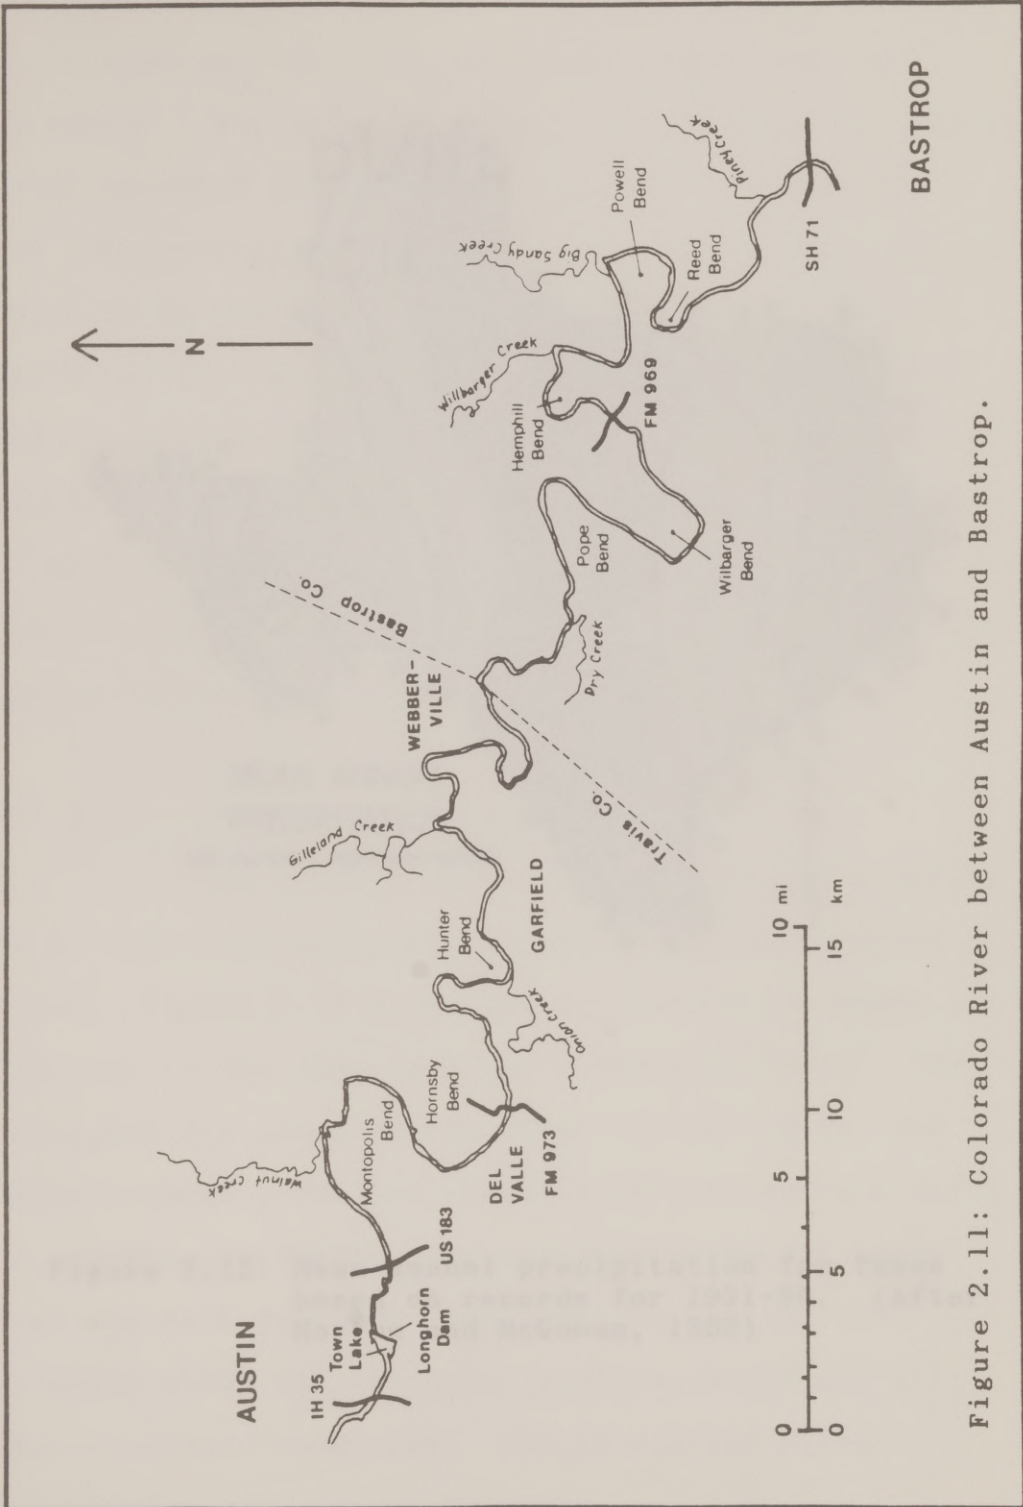 AUSTIN
BASTROP
N
IH 35
Town
Lake
Longhorn
Dam
US 183
Walnut Creek
Montopolis
Bend
DEL
VALLE
FM 973
Hornsby
Bend
Onion Creek
Hunter
Bend
GARFIELD
Gilleland Creek
WEBBER-
VILLE
Travis Co.
Bastrop Co.
Dry Creek
Pope
Bend
Wilbarger
Bend
Hemphill
Bend
FM 969
Willbarger Creek
Big Sandy Creek
Powell
Bend
Reed
Bend
Piney Creek
SH 71
0 5 10 mi
0 5 10 15 km
Figure 2.11: Colorado River between Austin and Bastrop.